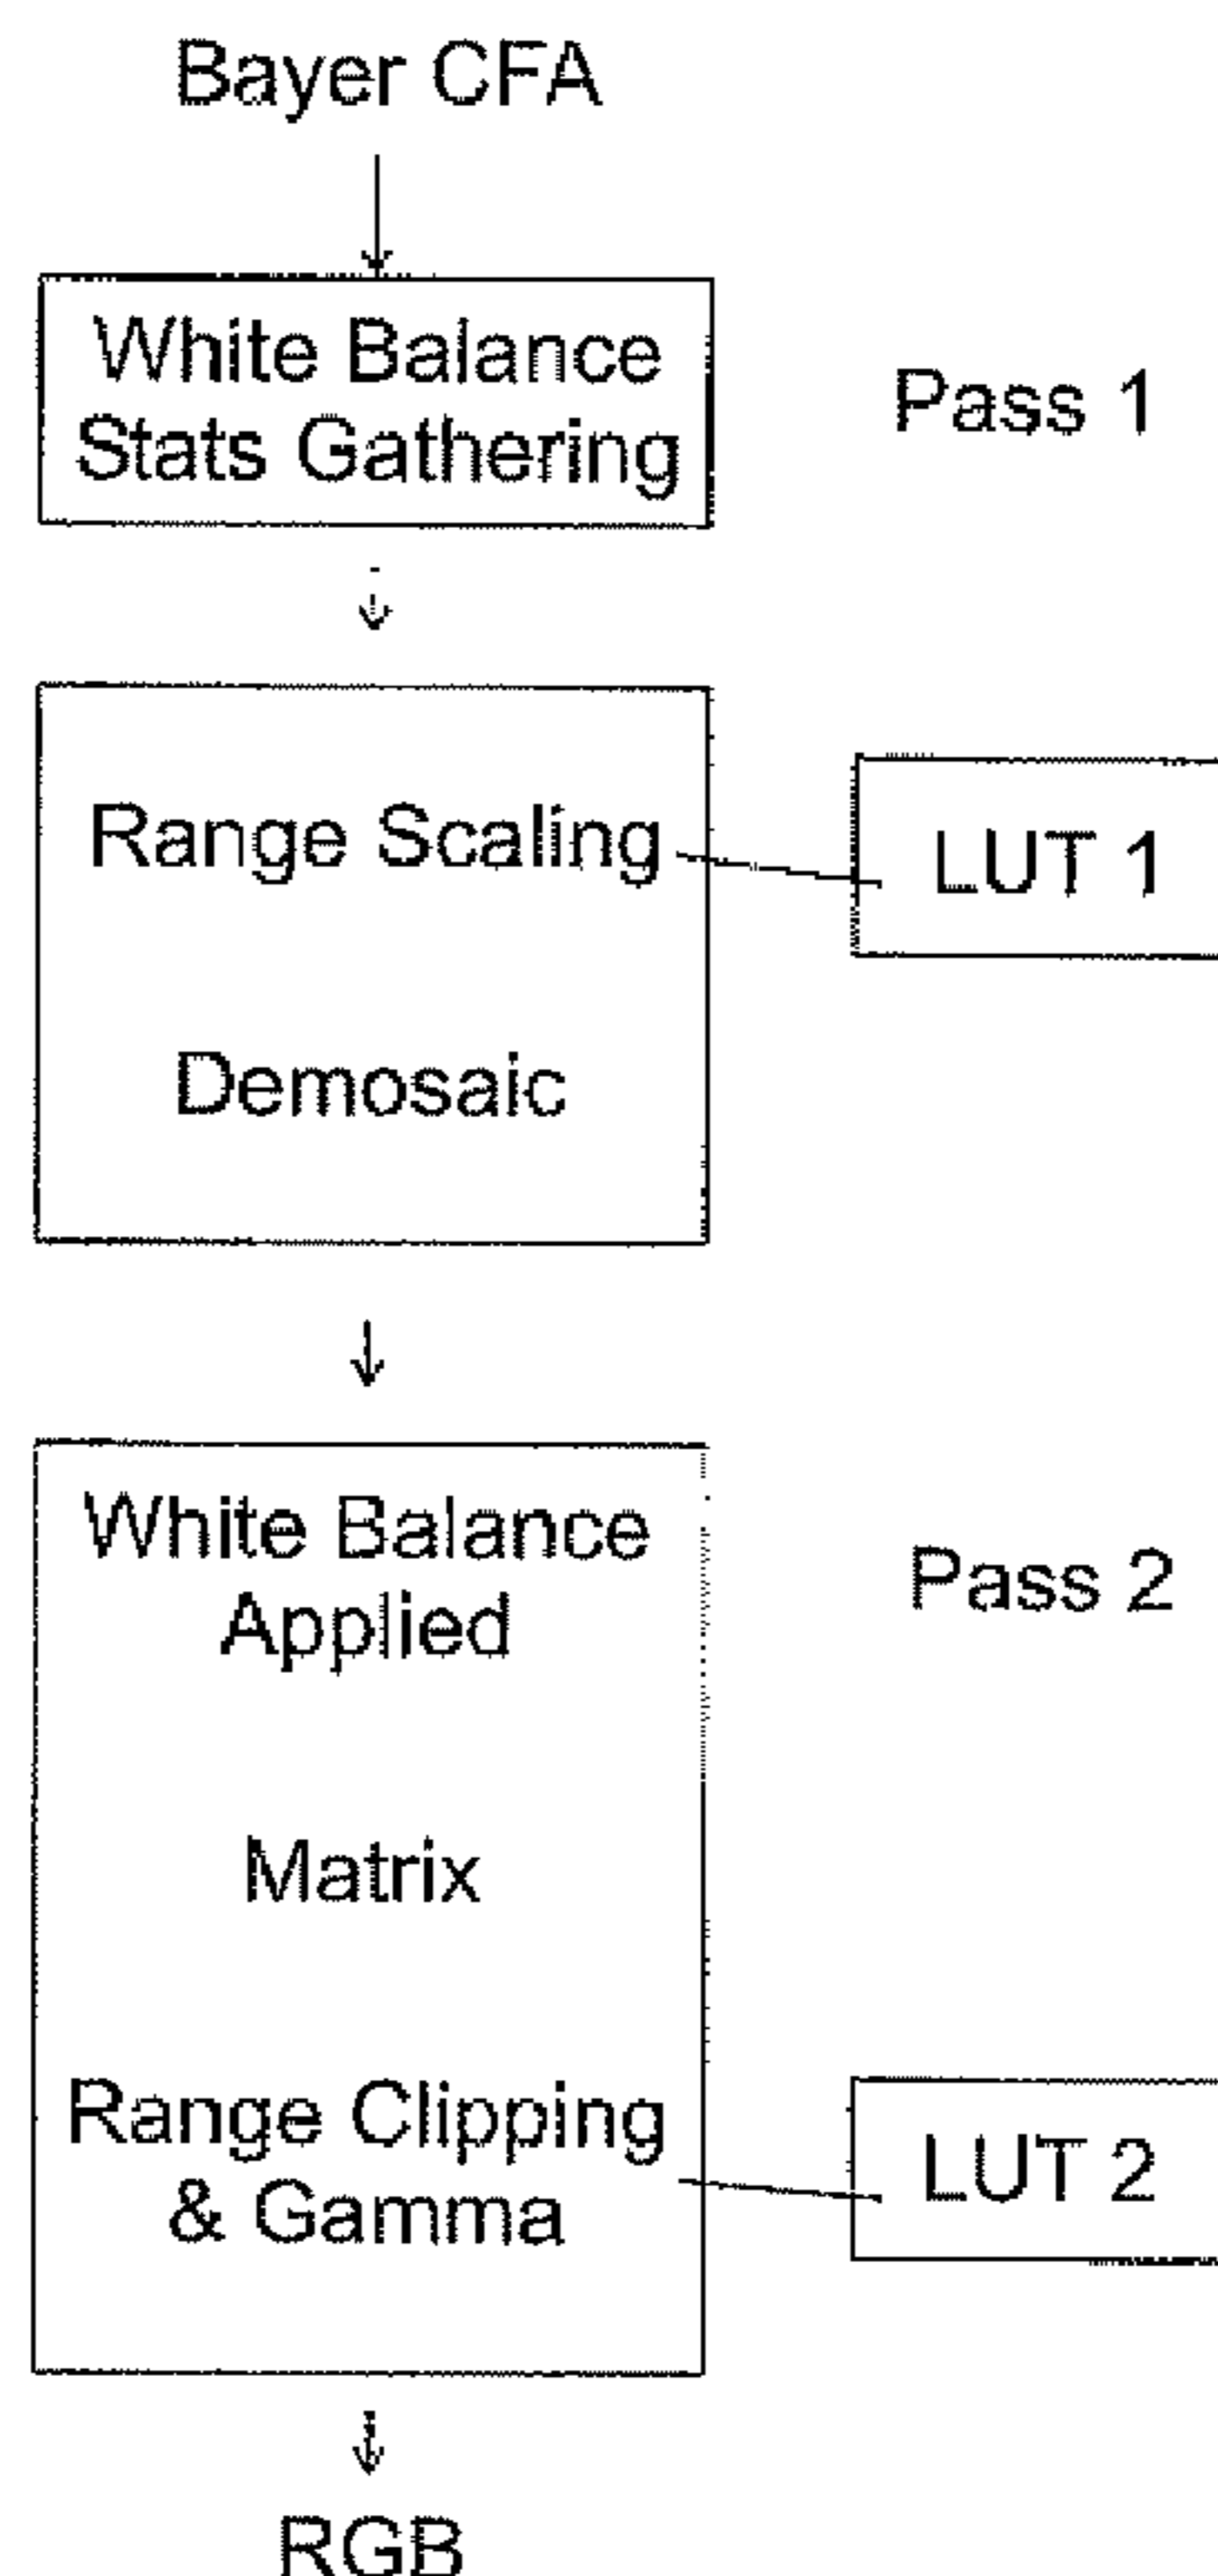 Bayer CFA
White Balance
Stats Gathering
Pass 1
Range Scaling
LUT 1
Demosaic
White Balance
Applied
Pass 2
Matrix
Range Clipping
& Gamma
LUT 2
RGB